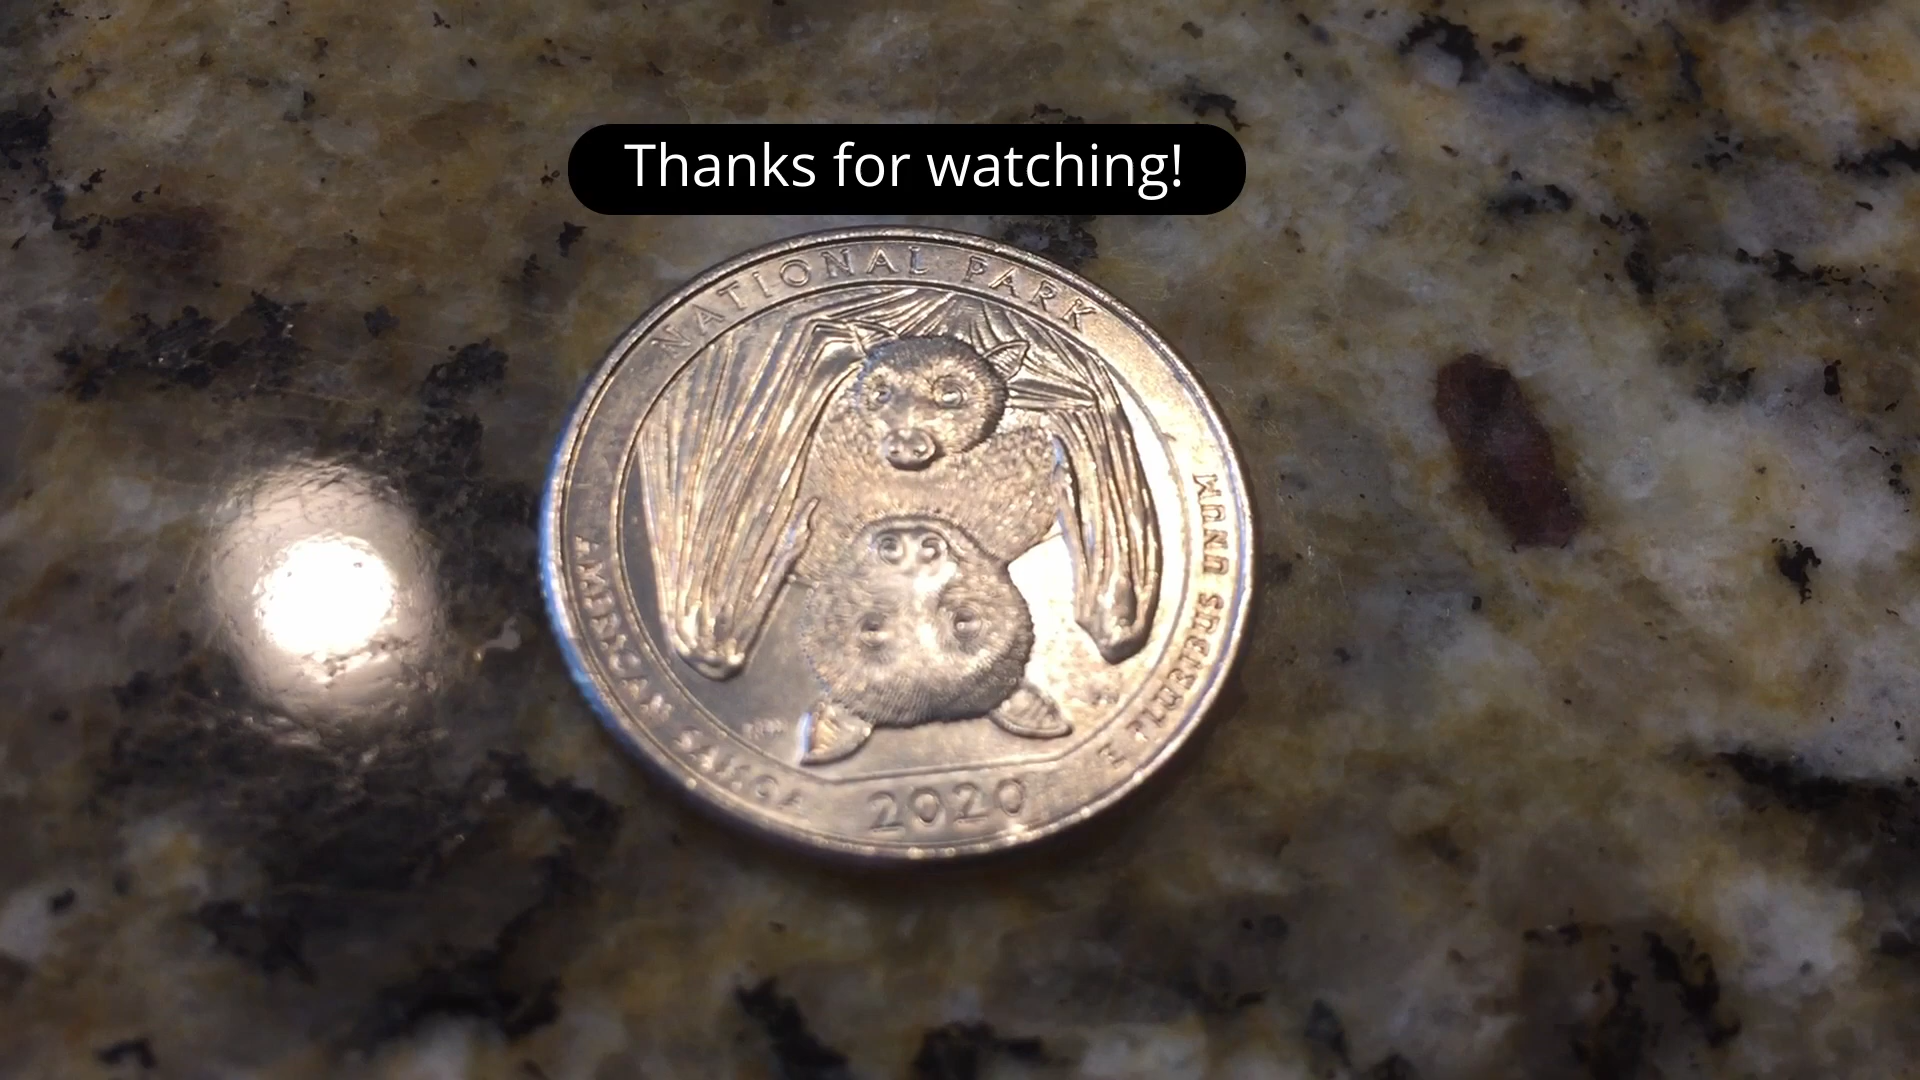 Thanks for watching!
NATIONAL PARK
AMERICAN SAMOA
2020
E PLURIBUS UNUM